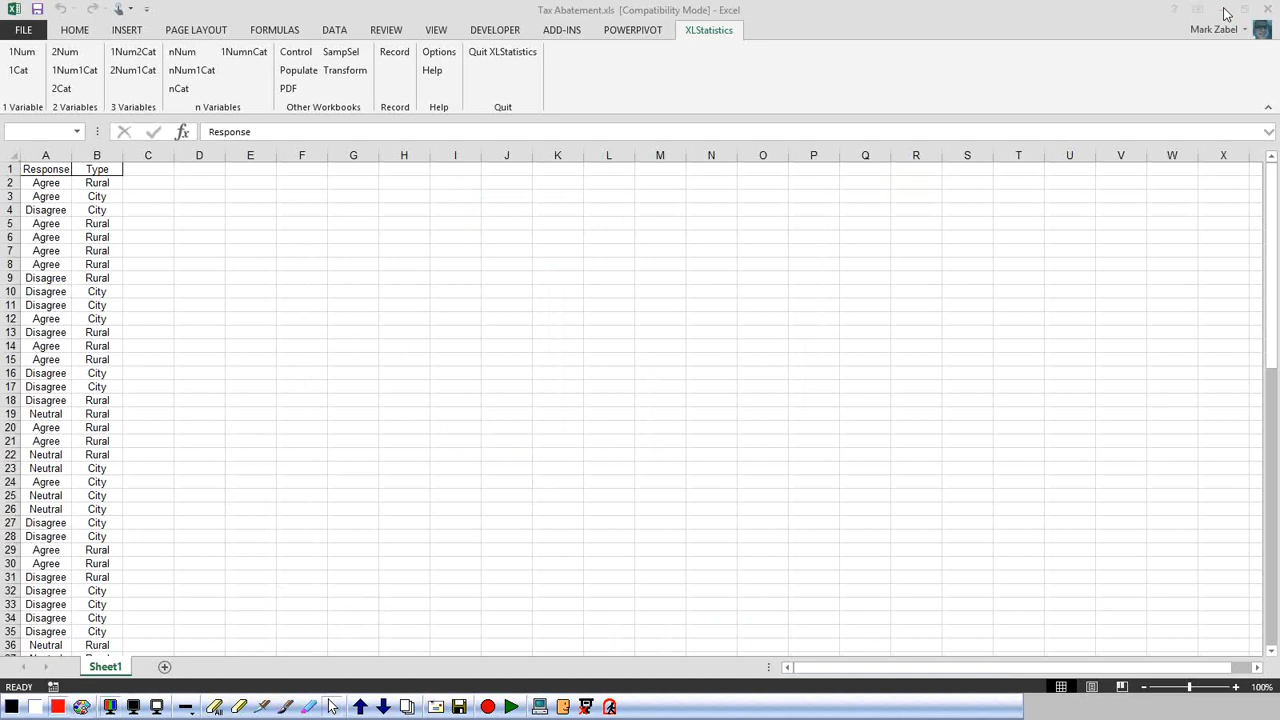 Tax Abatement.xls [Compatibility Mode] - Excel
FILE HOME INSERT PAGE LAYOUT FORMULAS DATA REVIEW VIEW DEVELOPER ADD-INS POWERPIVOT XLStatistics Mark Zabel
1Num 2Num 1Num2Cat nNum 1NumnCat Control SampSel Record Options Quit XLStatistics
1Cat 1Num1Cat 2Num1Cat nNum1Cat Populate Transform Help
2Cat nCat PDF
1 Variable 2 Variables 3 Variables n Variables Other Workbooks Record Help Quit
fx Response
A B C D E F G H I J K L M N O P Q R S T U V W X
1 Response Type
2 Agree Rural
3 Agree City
4 Disagree City
5 Agree Rural
6 Agree Rural
7 Agree Rural
8 Agree Rural
9 Disagree Rural
10 Disagree City
11 Disagree City
12 Agree City
13 Disagree Rural
14 Agree Rural
15 Agree Rural
16 Disagree City
17 Disagree City
18 Disagree Rural
19 Neutral Rural
20 Agree Rural
21 Agree Rural
22 Neutral Rural
23 Neutral City
24 Agree City
25 Neutral City
26 Neutral City
27 Disagree City
28 Disagree City
29 Agree Rural
30 Agree Rural
31 Disagree Rural
32 Disagree City
33 Disagree City
34 Disagree City
35 Disagree City
36 Neutral Rural
Sheet1
READY 100%